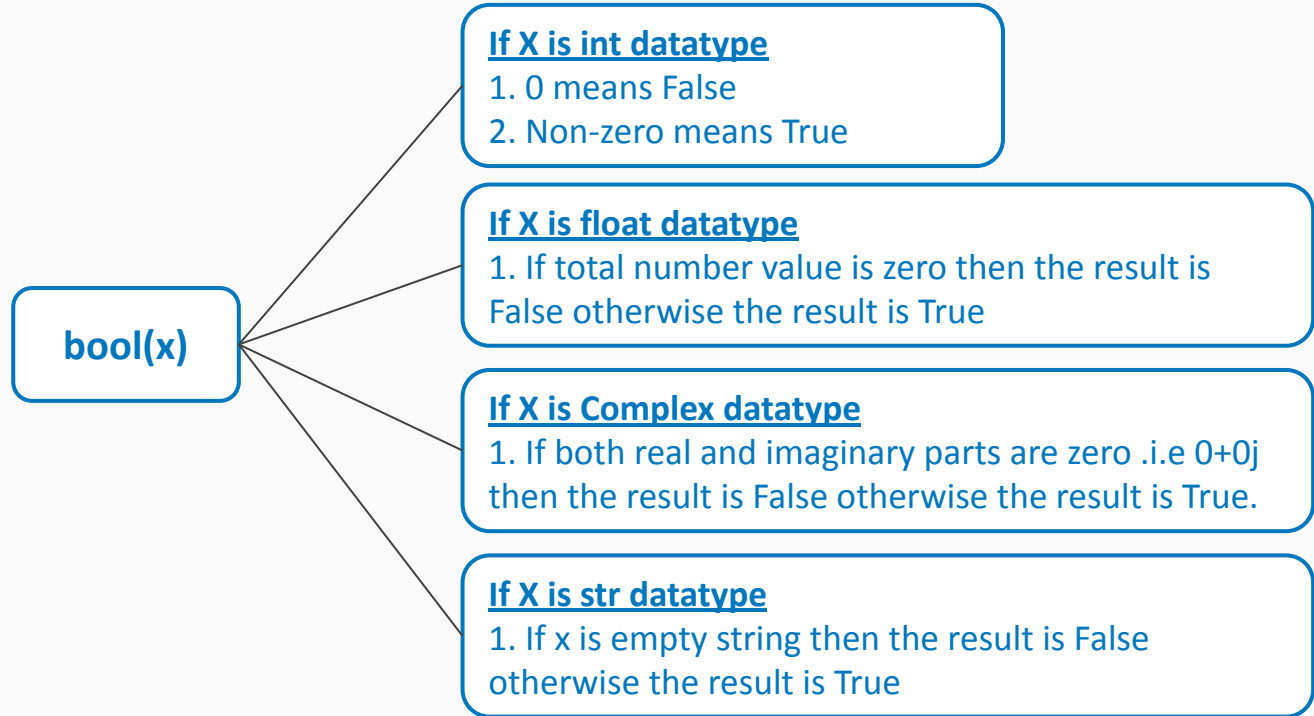 If X is int datatype
1. 0 means False
2. Non-zero means True
If X is float datatype
1. If total number value is zero then the result is
False otherwise the result is True
bool(x)
If X is Complex datatype
1. If both real and imaginary parts are zero .i.e 0+0j
then the result is False otherwise the result is True.
If X is str datatype
1. If x is empty string then the result is False
otherwise the result is True